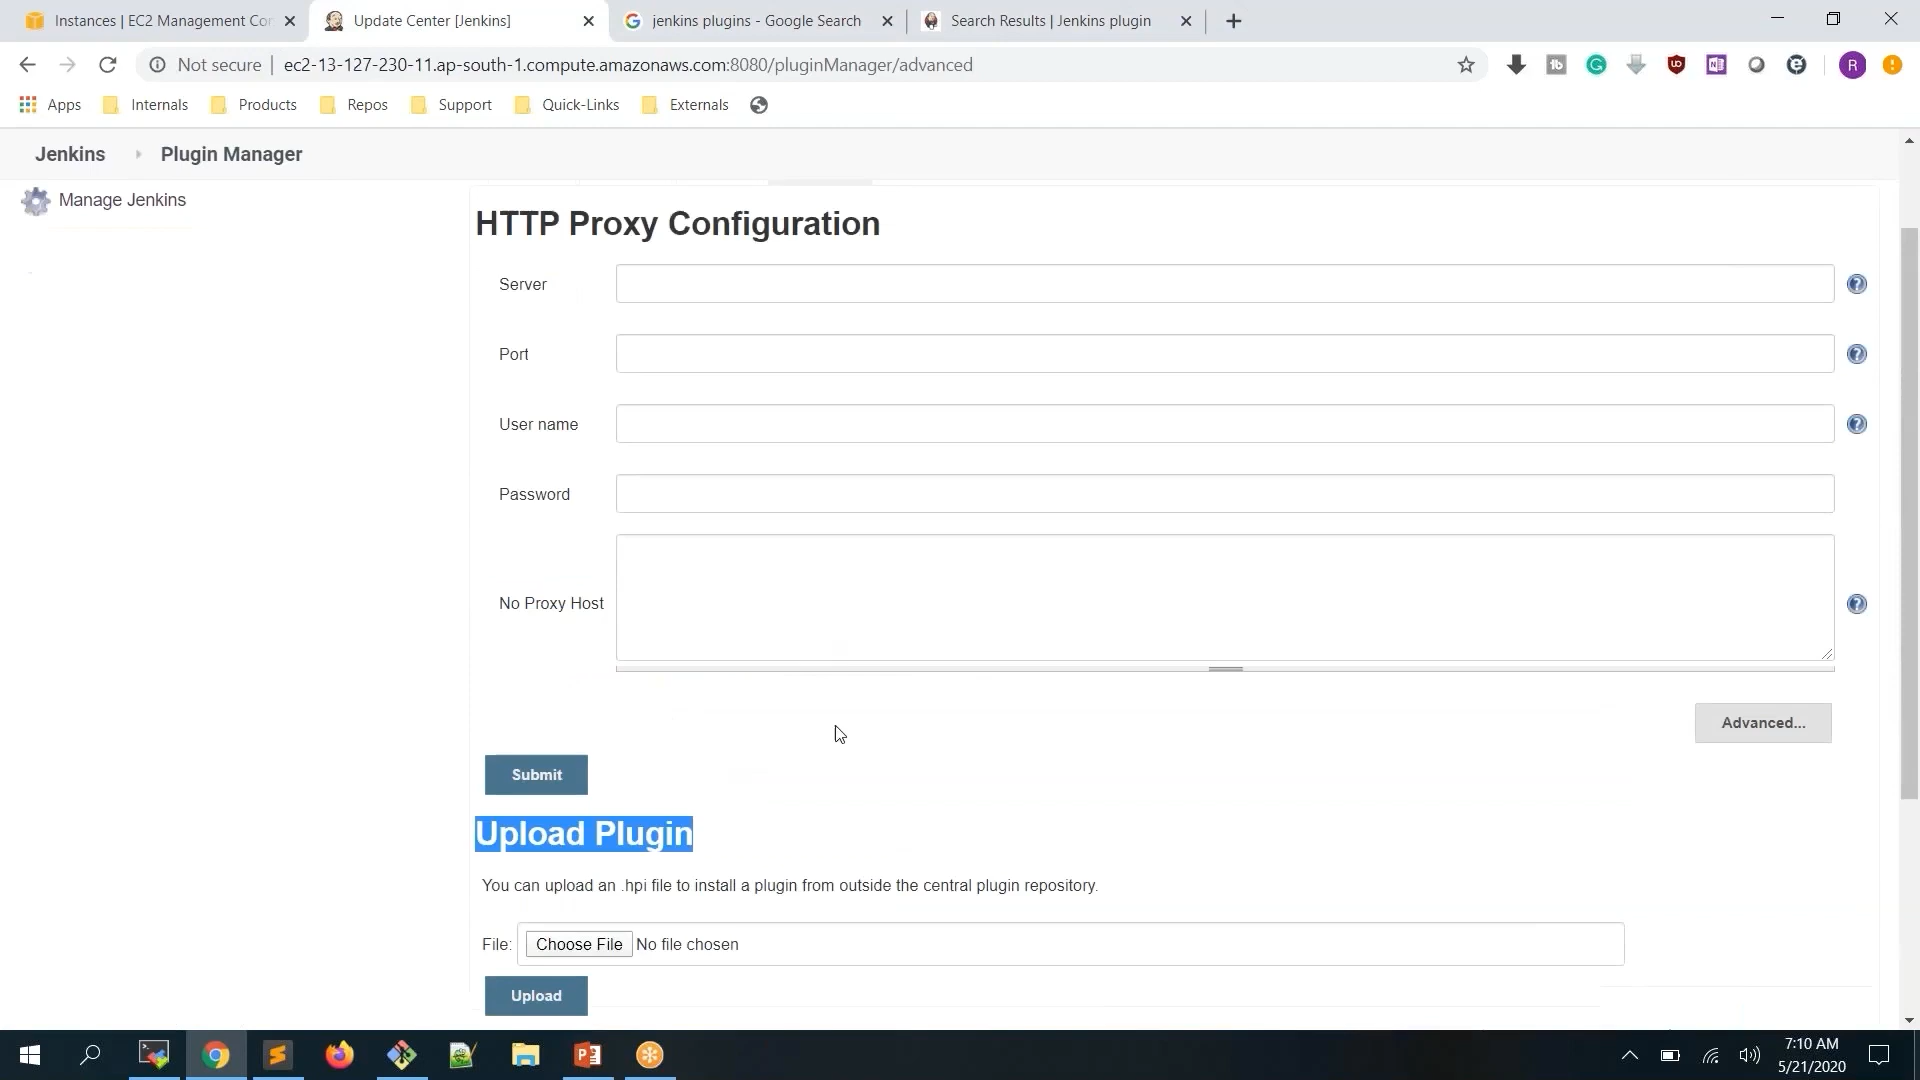 Instances | EC2 Management Con
Update Center [Jenkins]
jenkins plugins - Google Search
Search Results | Jenkins plugin
Not secure | ec2-13-127-230-11.ap-south-1.compute.amazonaws.com:8080/pluginManager/advanced
R
Apps
Internals
Products
Repos
Support
Quick-Links
Externals
Jenkins
Plugin Manager
Manage Jenkins
HTTP Proxy Configuration
Server
Port
User name
Password
No Proxy Host
Advanced...
Submit
Upload Plugin
You can upload an .hpi file to install a plugin from outside the central plugin repository.
File: Choose File No file chosen
Upload
7:10 AM
5/21/2020